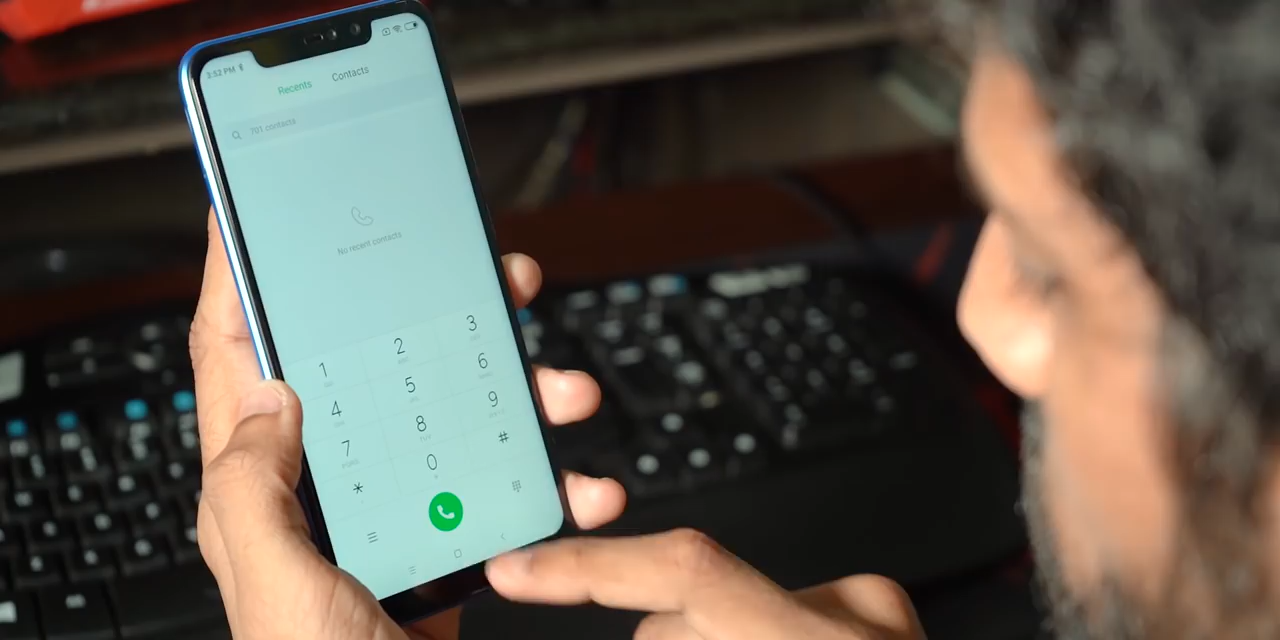 3:52 PM
Recents Contacts
701 contacts
No recent contacts
1 2 3
4 5 6
7 8 9
* 0 #